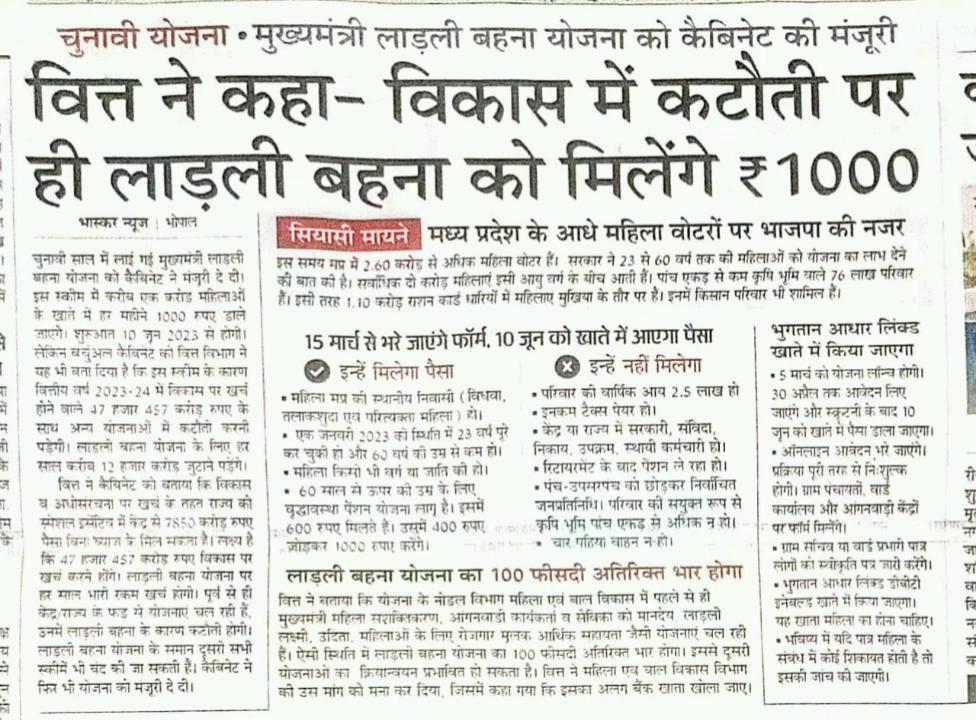 चुनावी योजना • मुख्यमंत्री लाड़ली बहना योजना को कैबिनेट की मंजूरी
वित्त ने कहा– विकास में कटौती पर
ही लाड़ली बहना को मिलेंगे ₹1000
भास्कर न्यूज | भोपाल
चुनावी साल में लाई गई मुख्यमंत्री लाड़ली
बहना योजना को कैबिनेट ने मंजूरी दे दी।
इस स्कीम में करीब एक करोड़ महिलाओं
के खाते में हर महीने 1000 रुपए डाले
जाएंगे। शुरुआत 10 जून 2023 से होगी।
लेकिन वर्चुअल कैबिनेट को वित्त विभाग ने
यह भी बता दिया है कि इस स्कीम के कारण
वित्तीय वर्ष 2023-24 में विकास पर खर्च
होने वाले 47 हजार 457 करोड़ रुपए के
साथ अन्य योजनाओं में कटौती करनी
पड़ेगी। लाड़ली बहना योजना के लिए हर
साल करीब 12 हजार करोड़ जुटाने पड़ेंगे।
वित्त ने कैबिनेट को बताया कि विकास
व अधोसंरचना पर खर्च के तहत राज्य को
स्पेशल इंसेंटिव में केंद्र से 7850 करोड़ रुपए
पैसा बिना ब्याज के मिल सकता है। लक्ष्य है
कि 47 हजार 457 करोड़ रुपए विकास पर
खर्च करने होंगे। लाड़ली बहना योजना पर
हर साल भारी रकम खर्च होगी। पूर्व से ही
केंद्र/राज्य के फंड से योजनाएं चल रही हैं,
उनमें लाड़ली बहना के कारण कटौती होगी।
लाड़ली बहना योजना के समान दूसरी सभी
स्कीमें भी बंद की जा सकती हैं। कैबिनेट ने
फिर भी योजना को मंजूरी दे दी।
सियासी मायने मध्य प्रदेश के आधे महिला वोटरों पर भाजपा की नजर
इस समय मप्र में 2.60 करोड़ से अधिक महिला वोटर हैं। सरकार ने 23 से 60 वर्ष तक की महिलाओं को योजना का लाभ देने
की बात की है। सर्वाधिक दो करोड़ महिलाएं इसी आयु वर्ग के बीच आती हैं। पांच एकड़ से कम कृषि भूमि वाले 76 लाख परिवार
हैं। इसी तरह 1.10 करोड़ राशन कार्ड धारियों में महिलाएं मुखिया के तौर पर हैं। इनमें किसान परिवार भी शामिल हैं।
15 मार्च से भरे जाएंगे फॉर्म, 10 जून को खाते में आएगा पैसा
इन्हें मिलेगा पैसा
• महिला मप्र की स्थानीय निवासी (विधवा,
तलाकशुदा एवं परित्यक्ता महिला) हो।
• एक जनवरी 2023 की स्थिति में 23 वर्ष पूरे
कर चुकी हो और 60 वर्ष की उम्र से कम हो।
• महिला किसी भी वर्ग या जाति की हो।
• 60 साल से ऊपर की उम्र के लिए
वृद्धावस्था पेंशन योजना लागू है। इसमें
600 रुपए मिलते हैं। उसमें 400 रुपए
जोड़कर 1000 रुपए करेंगे।
इन्हें नहीं मिलेगा
• परिवार की वार्षिक आय 2.5 लाख हो
• इनकम टैक्स पेयर हो।
• केंद्र या राज्य में सरकारी, संविदा,
निकाय, उपक्रम, स्थायी कर्मचारी हो।
• रिटायरमेंट के बाद पेंशन ले रहा हो।
• पंच-उपसरपंच को छोड़कर निर्वाचित
जनप्रतिनिधि। परिवार की संयुक्त रूप से
कृषि भूमि पांच एकड़ से अधिक न हो।
• चार पहिया वाहन न हो।
लाड़ली बहना योजना का 100 फीसदी अतिरिक्त भार होगा
वित्त ने बताया कि योजना के नोडल विभाग महिला एवं बाल विकास में पहले से ही
मुख्यमंत्री महिला सशक्तिकरण, आंगनवाड़ी कार्यकर्ता व सेविका को मानदेय, लाड़ली
लक्ष्मी, उदिता, महिलाओं के लिए रोजगार मूलक आर्थिक सहायता जैसी योजनाएं चल रही
हैं। ऐसी स्थिति में लाड़ली बहना योजना का 100 फीसदी अतिरिक्त भार होगा। इससे दूसरी
योजनाओं का क्रियान्वयन प्रभावित हो सकता है। वित्त ने महिला एवं बाल विकास विभाग
की उस मांग को मना कर दिया, जिसमें कहा गया कि इसका अलग बैंक खाता खोला जाए।
भुगतान आधार लिंक्ड
खाते में किया जाएगा
• 5 मार्च को योजना लॉन्च होगी।
30 अप्रैल तक आवेदन लिए
जाएंगे और स्क्रूटनी के बाद 10
जून को खाते में पैसा डाला जाएगा।
• ऑनलाइन आवेदन भरे जाएंगे।
प्रक्रिया पूरी तरह से निःशुल्क
होगी। ग्राम पंचायतों, वार्ड
कार्यालय और आंगनवाड़ी केंद्रों
पर फॉर्म मिलेंगे।
• ग्राम सचिव या वार्ड प्रभारी पात्र
लोगों की स्वीकृति पत्र जारी करेंगे।
• भुगतान आधार लिंक्ड डीबीटी
इनेबल्ड खाते में किया जाएगा।
यह खाता महिला का होना चाहिए।
• भविष्य में यदि पात्र महिला के
संबंध में कोई शिकायत होती है तो
इसकी जांच की जाएगी।